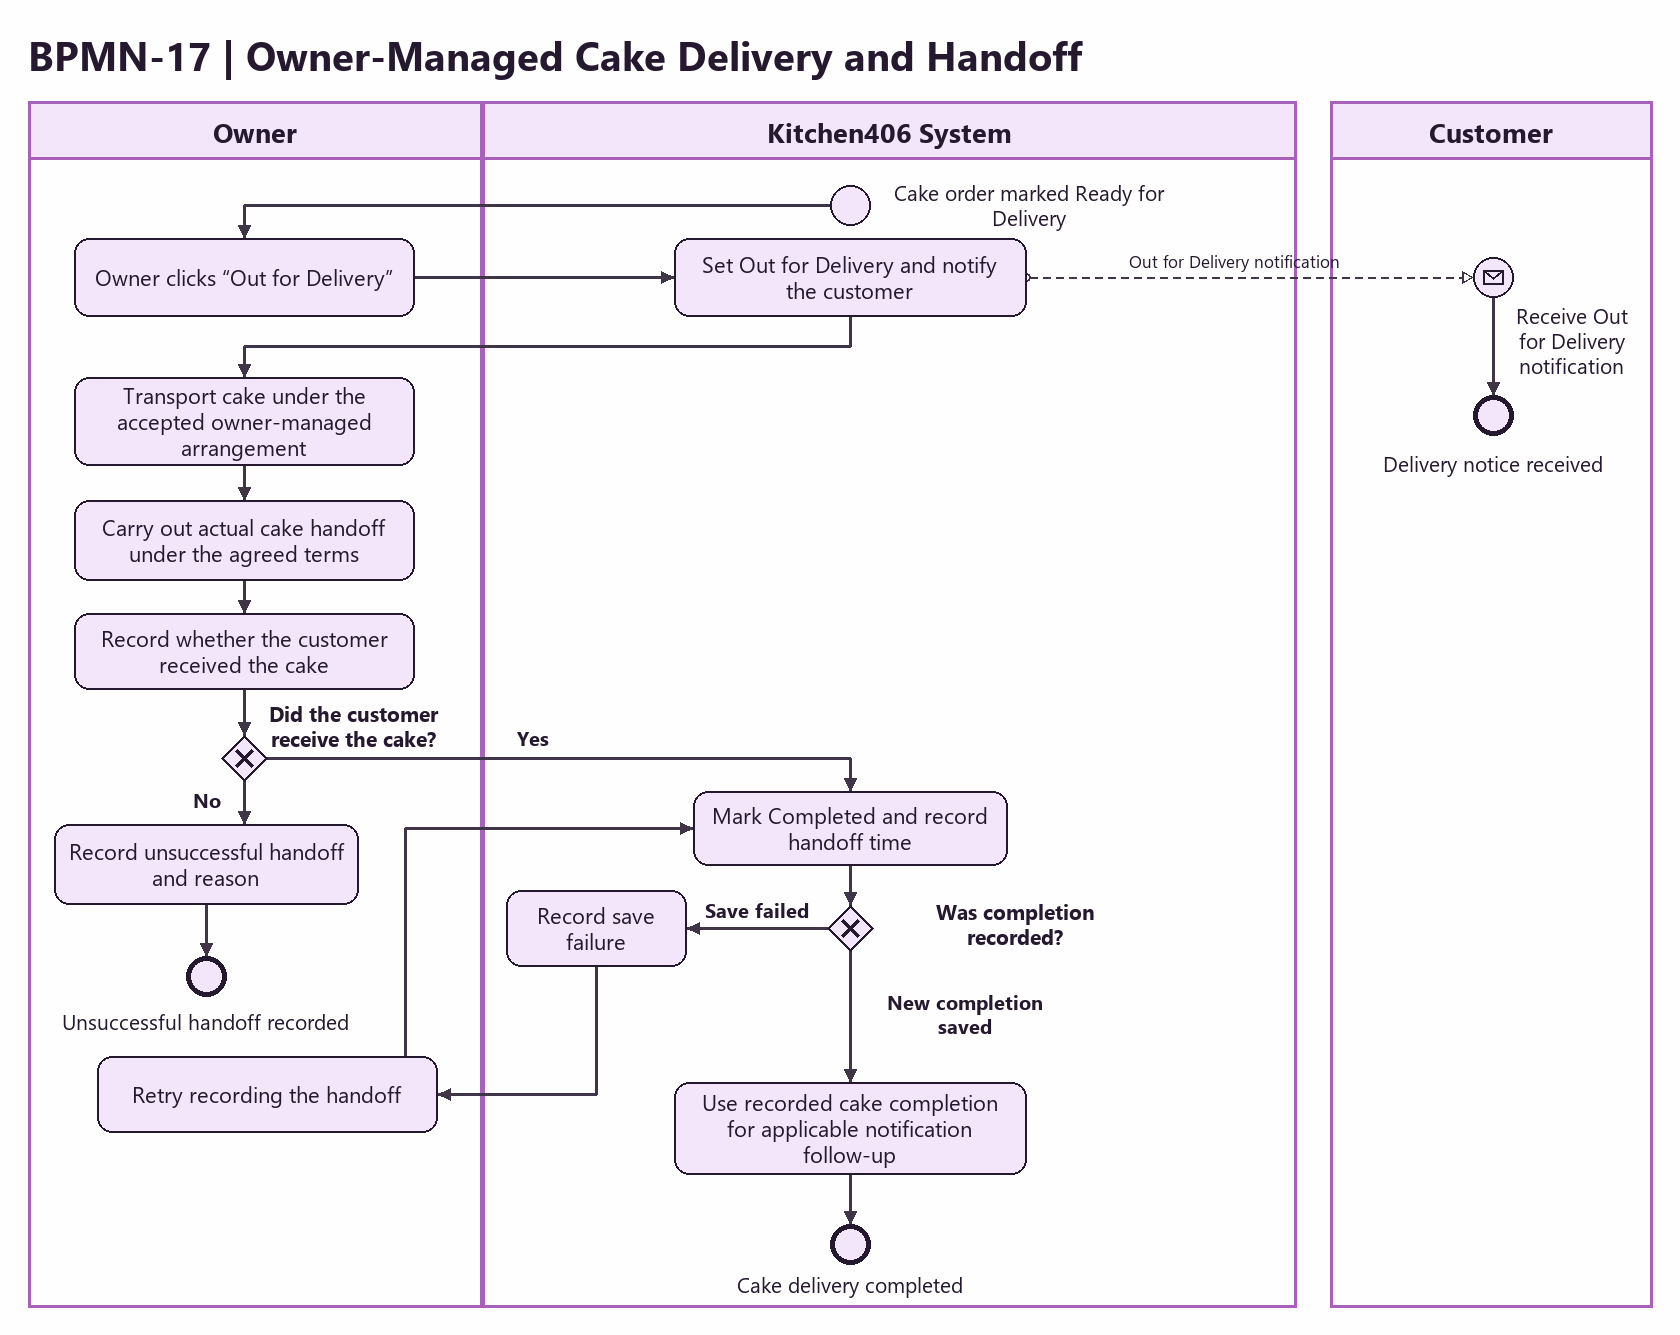 BPMN-17 | Owner-Managed Cake Delivery and Handoff
Owner
Kitchen406 System
Customer
Cake order marked Ready for
Delivery
Owner clicks “Out for Delivery”
Set Out for Delivery and notify
the customer
Out for Delivery notification
Receive Out
for Delivery
notification
Delivery notice received
Transport cake under the
accepted owner-managed
arrangement
Carry out actual cake handoff
under the agreed terms
Record whether the customer
received the cake
Did the customer
receive the cake?
Yes
No
Mark Completed and record
handoff time
Record unsuccessful handoff
and reason
Save failed
Record save
failure
Was completion
recorded?
Unsuccessful handoff recorded
New completion
saved
Retry recording the handoff
Use recorded cake completion
for applicable notification
follow-up
Cake delivery completed